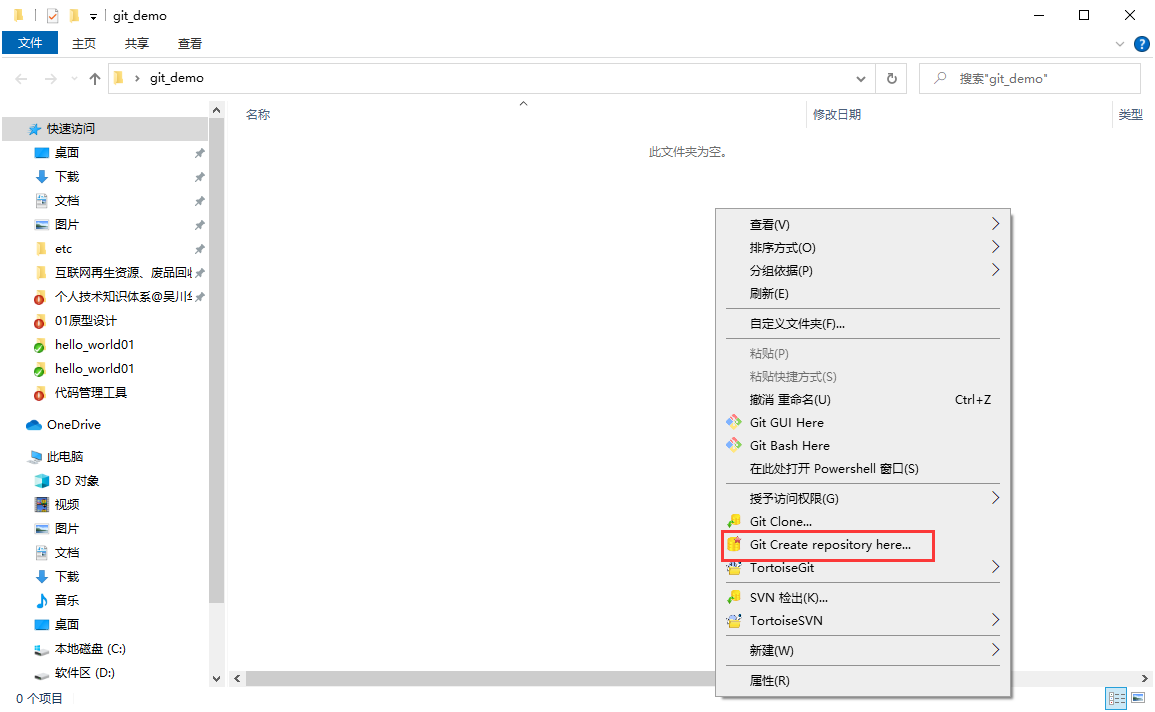 git_demo
文件 主页 共享 查看
git_demo
搜索"git_demo"
名称 修改日期 类型
此文件夹为空。
快速访问
桌面
下载
文档
图片
etc
互联网再生资源、废品回收
个人技术知识体系@吴川华
01原型设计
hello_world01
hello_world01
代码管理工具
OneDrive
此电脑
3D 对象
视频
图片
文档
下载
音乐
桌面
本地磁盘 (C:)
软件区 (D:)
0 个项目
查看(V)
排序方式(O)
分组依据(P)
刷新(E)
自定义文件夹(F)...
粘贴(P)
粘贴快捷方式(S)
撤消 重命名(U) Ctrl+Z
Git GUI Here
Git Bash Here
在此处打开 Powershell 窗口(S)
授予访问权限(G)
Git Clone...
Git Create repository here...
TortoiseGit
SVN 检出(K)...
TortoiseSVN
新建(W)
属性(R)